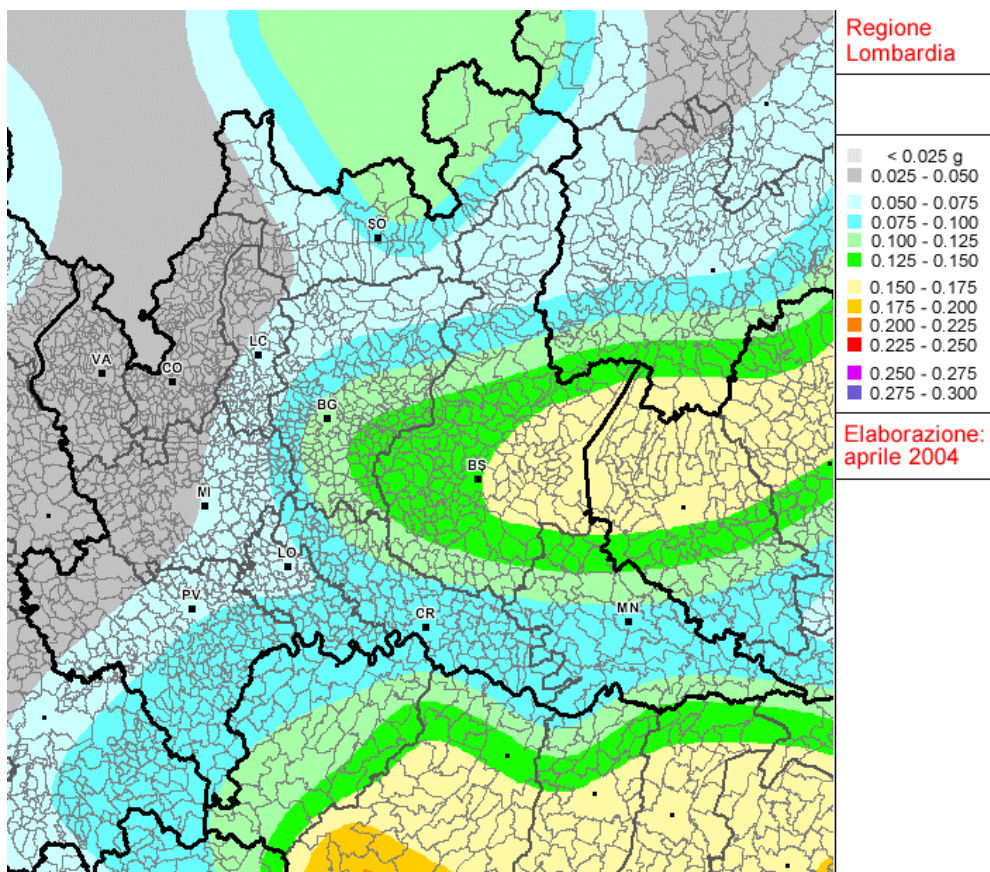 Regione
Lombardia
< 0.025 g
0.025 - 0.050
0.050 - 0.075
0.075 - 0.100
0.100 - 0.125
0.125 - 0.150
0.150 - 0.175
0.175 - 0.200
0.200 - 0.225
0.225 - 0.250
0.250 - 0.275
0.275 - 0.300
Elaborazione:
aprile 2004
SO
LC
VA
CO
BG
BS
MI
LO
PV
CR
MN